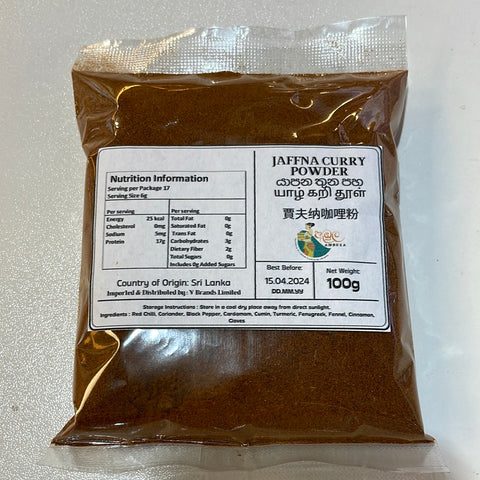 Nutrition Information
Serving per Package 17
Serving Size 6g
Per serving
Energy 25 kcal
Cholesterol 0mg
Sodium 5mg
Protein 17g
Per serving
Total Fat 0g
Saturated Fat 0g
Trans Fat 0g
Carbohydrates 3g
Dietary Fiber 2g
Total Sugars 0g
Includes 0g Added Sugars
Country of Origin: Sri Lanka
Imported & Distributed by : V Brands Limited
JAFFNA CURRY
POWDER
යාපන තුන පහ
யாழ் கறி தூள்
賈夫纳咖哩粉
Best Before:
15.04.2024
DD.MM.YY
Net Weight:
100g
Storage Instructions : Store in a cool dry place away from direct sunlight.
Ingredients : Red Chilli, Coriander, Black Pepper, Cardamom, Cumin, Turmeric, Fenugreek, Fennel, Cinnamon,
Cloves